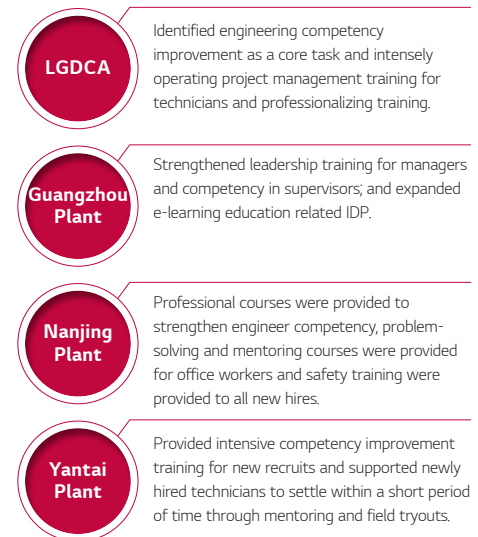 LGDCA
Identified engineering competency
improvement as a core task and intensely
operating project management training for
technicians and professionalizing training.
Guangzhou
Plant
Strengthened leadership training for managers
and competency in supervisors; and expanded
e-learning education related IDP.
Nanjing
Plant
Professional courses were provided to
strengthen engineer competency, problem-
solving and mentoring courses were provided
for office workers and safety training were
provided to all new hires.
Yantai
Plant
Provided intensive competency improvement
training for new recruits and supported newly
hired technicians to settle within a short period
of time through mentoring and field tryouts.